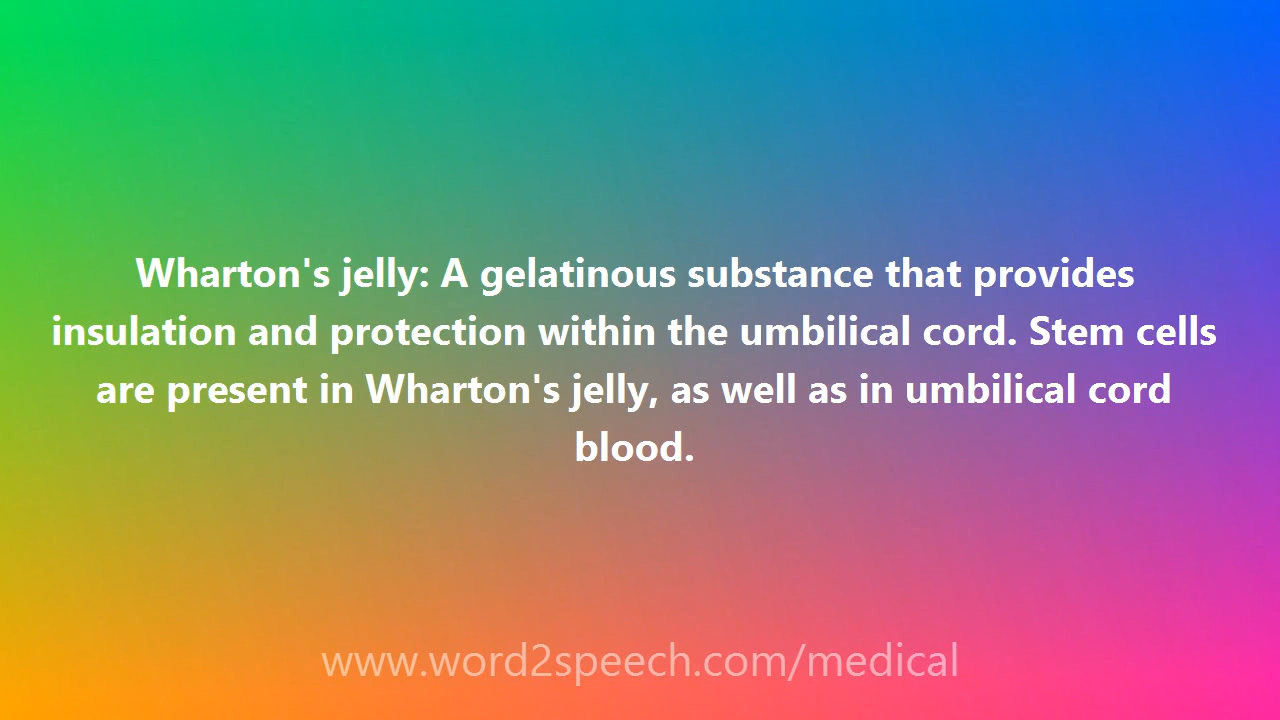 Wharton's jelly: A gelatinous substance that provides
insulation and protection within the umbilical cord. Stem cells
are present in Wharton's jelly, as well as in umbilical cord
blood.
www.word2speech.com/medical